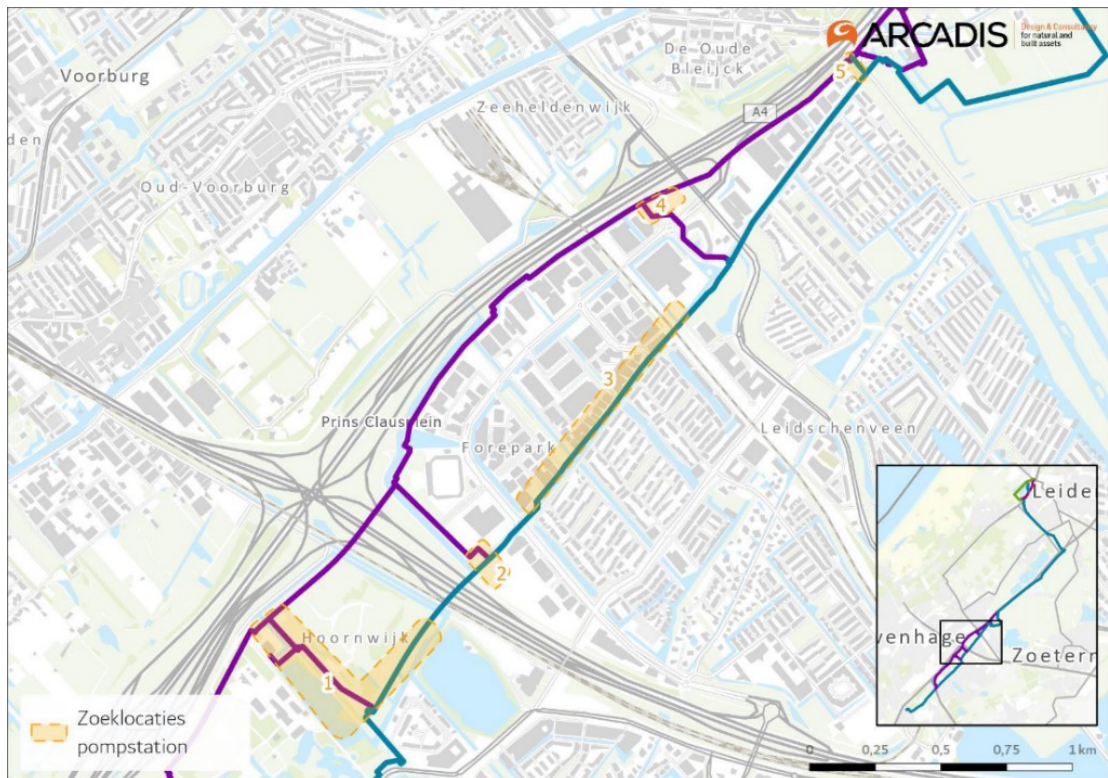 ARCADIS
Design & Consultancy
for natural and
built assets
De Oude
Bleijck
Voorburg
5
Zeeheldenwijk
A4
den
Oud-Voorburg
4
3
Prins Clausplein
Forepark
Leidschenveen
2
Hoornwijk
1
Leiden
venhage
Zoeterm
Zoeklocaties
pompstation
0 0,25 0,5 0,75 1 km